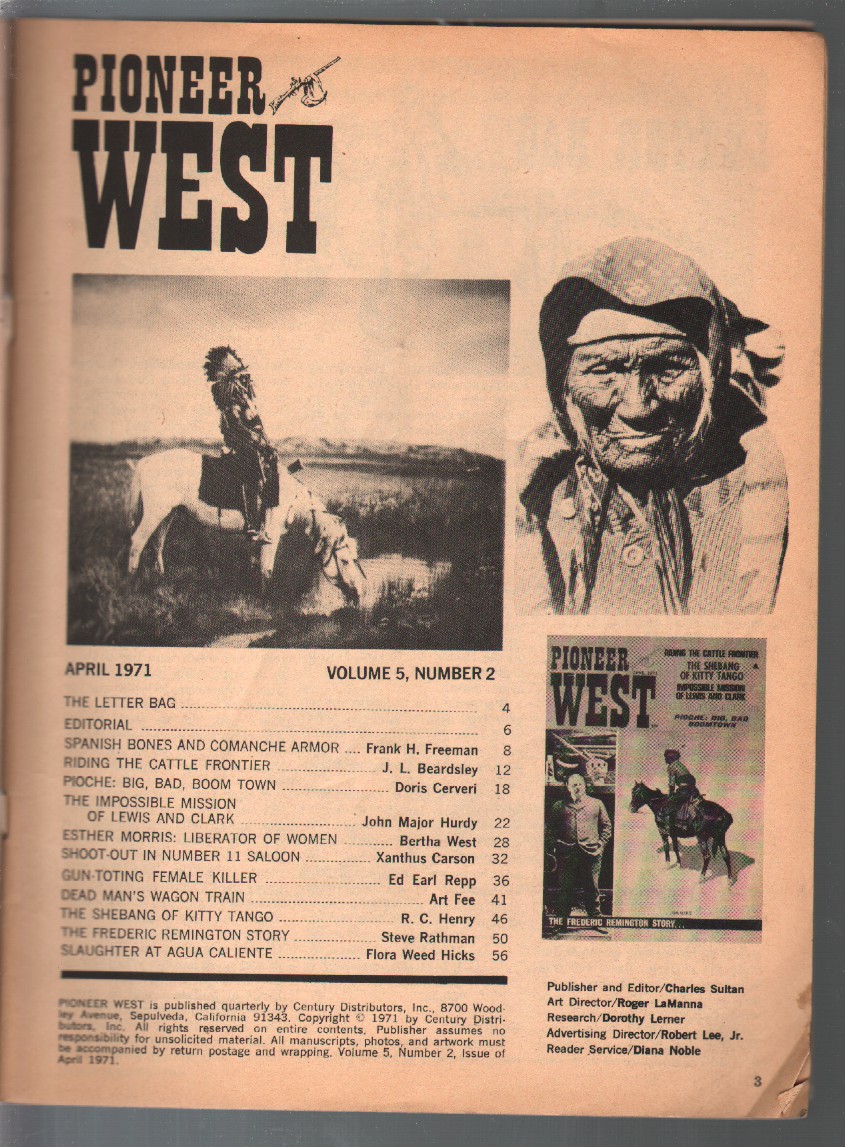 PIONEER
WEST
APRIL 1971 VOLUME 5, NUMBER 2
THE LETTER BAG ........ 4
EDITORIAL ........ 6
SPANISH BONES AND COMANCHE ARMOR .... Frank H. Freeman 8
RIDING THE CATTLE FRONTIER ........ J. L. Beardsley 12
PIOCHE: BIG, BAD, BOOM TOWN ........ Doris Cerveri 18
THE IMPOSSIBLE MISSION
OF LEWIS AND CLARK ........ John Major Hurdy 22
ESTHER MORRIS: LIBERATOR OF WOMEN ........ Bertha West 28
SHOOT-OUT IN NUMBER 11 SALOON ........ Xanthus Carson 32
GUN-TOTING FEMALE KILLER ........ Ed Earl Repp 36
DEAD MAN'S WAGON TRAIN ........ Art Fee 41
THE SHEBANG OF KITTY TANGO ........ R. C. Henry 46
THE FREDERIC REMINGTON STORY ........ Steve Rathman 50
SLAUGHTER AT AGUA CALIENTE ........ Flora Weed Hicks 56
PIONEER WEST is published quarterly by Century Distributors, Inc., 8700 Wood-
ley Avenue, Sepulveda, California 91343. Copyright © 1971 by Century Distri-
butors, Inc. All rights reserved on entire contents. Publisher assumes no
responsibility for unsolicited material. All manuscripts, photos, and artwork must
be accompanied by return postage and wrapping. Volume 5, Number 2, Issue of
April 1971.
PIONEER
WEST
RIDING THE CATTLE FRONTIER
THE SHEBANG
OF KITTY TANGO
IMPOSSIBLE MISSION
OF LEWIS AND CLARK
PIOCHE: BIG, BAD
BOOMTOWN
THE FREDERIC REMINGTON STORY...
Publisher and Editor/Charles Sultan
Art Director/Roger LaManna
Research/Dorothy Lerner
Advertising Director/Robert Lee, Jr.
Reader Service/Diana Noble
3